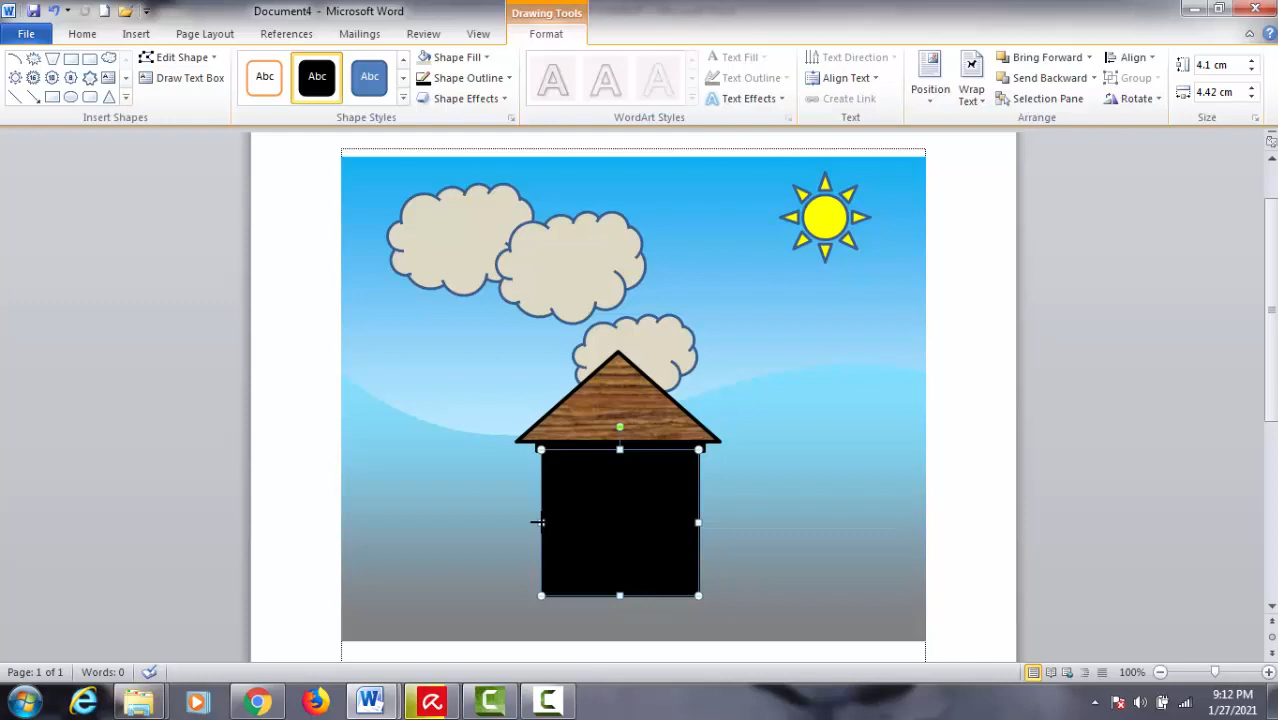 Document4 - Microsoft Word
Drawing Tools
File Home Insert Page Layout References Mailings Review View Format
Edit Shape
Draw Text Box
Insert Shapes
Abc Abc Abc
Shape Fill
Shape Outline
Shape Effects
Shape Styles
A A A
Text Fill
Text Outline
Text Effects
WordArt Styles
Text Direction
Align Text
Create Link
Text
Position
Wrap Text
Bring Forward
Send Backward
Selection Pane
Align
Group
Rotate
Arrange
4.1 cm
4.42 cm
Size
Page: 1 of 1 Words: 0
100%
9:12 PM
1/27/2021